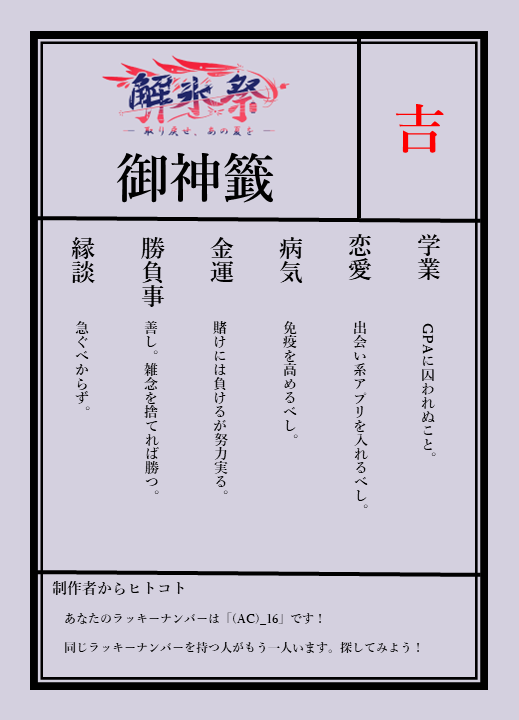 解氷祭
取り戻せ、あの夏を
御神籤
吉
学業
GPAに囚われぬこと。
恋愛
出会い系アプリを入れるべし。
病気
免疫を高めるべし。
金運
賭けには負けるが努力実る。
勝負事
善し。雑念を捨てれば勝つ。
縁談
急ぐべからず。
制作者からヒトコト
あなたのラッキーナンバーは「(AC)_16」です！
同じラッキーナンバーを持つ人がもう一人います。探してみよう！